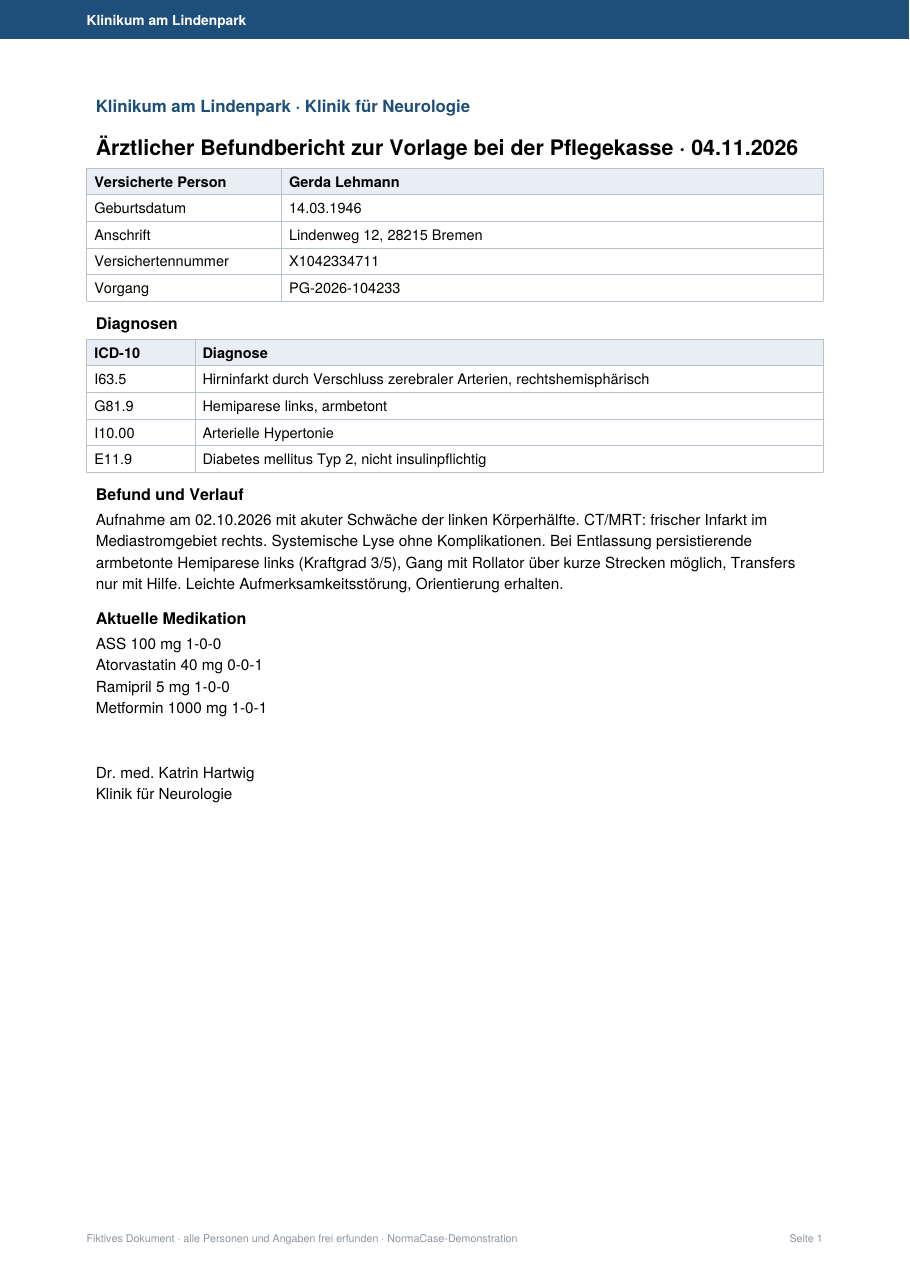 Klinikum am Lindenpark
Klinikum am Lindenpark · Klinik für Neurologie
Ärztlicher Befundbericht zur Vorlage bei der Pflegekasse · 04.11.2026
Versicherte Person Gerda Lehmann
Geburtsdatum 14.03.1946
Anschrift Lindenweg 12, 28215 Bremen
Versichertennummer X1042334711
Vorgang PG-2026-104233
Diagnosen
ICD-10 Diagnose
I63.5 Hirninfarkt durch Verschluss zerebraler Arterien, rechtshemisphärisch
G81.9 Hemiparese links, armbetont
I10.00 Arterielle Hypertonie
E11.9 Diabetes mellitus Typ 2, nicht insulinpflichtig
Befund und Verlauf
Aufnahme am 02.10.2026 mit akuter Schwäche der linken Körperhälfte. CT/MRT: frischer Infarkt im
Mediastromgebiet rechts. Systemische Lyse ohne Komplikationen. Bei Entlassung persistierende
armbetonte Hemiparese links (Kraftgrad 3/5), Gang mit Rollator über kurze Strecken möglich, Transfers
nur mit Hilfe. Leichte Aufmerksamkeitsstörung, Orientierung erhalten.
Aktuelle Medikation
ASS 100 mg 1-0-0
Atorvastatin 40 mg 0-0-1
Ramipril 5 mg 1-0-0
Metformin 1000 mg 1-0-1
Dr. med. Katrin Hartwig
Klinik für Neurologie
Fiktives Dokument · alle Personen und Angaben frei erfunden · NormaCase-Demonstration Seite 1